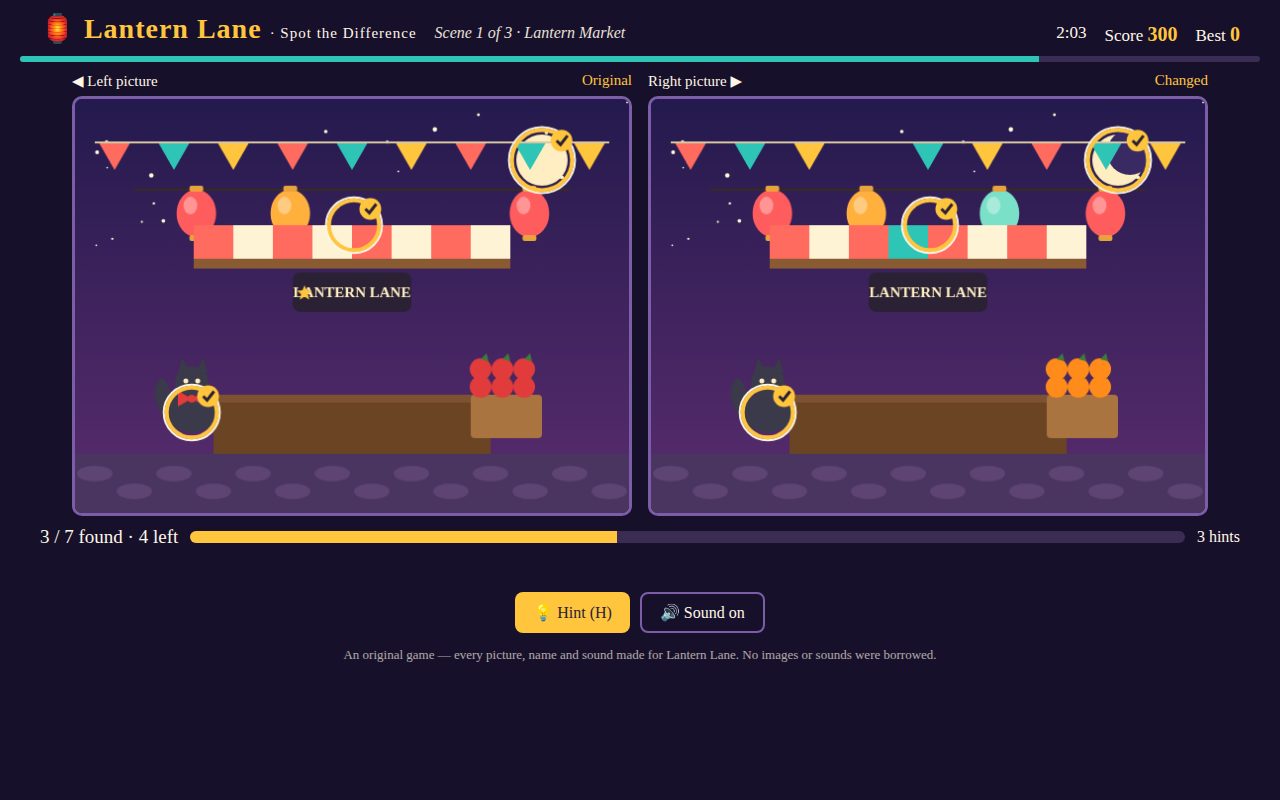 Lantern Lane · Spot the Difference Scene 1 of 3 · Lantern Market 2:03 Score 300 Best 0
◀ Left picture Original Right picture ▶ Changed
LANTERN LANE LANTERN LANE
3 / 7 found · 4 left 3 hints
Hint (H) Sound on
An original game — every picture, name and sound made for Lantern Lane. No images or sounds were borrowed.